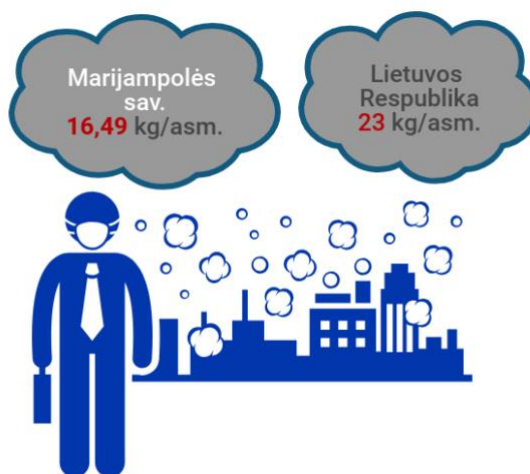 Marijampolės
sav.
16,49 kg/asm.
Lietuvos
Respublika
23 kg/asm.